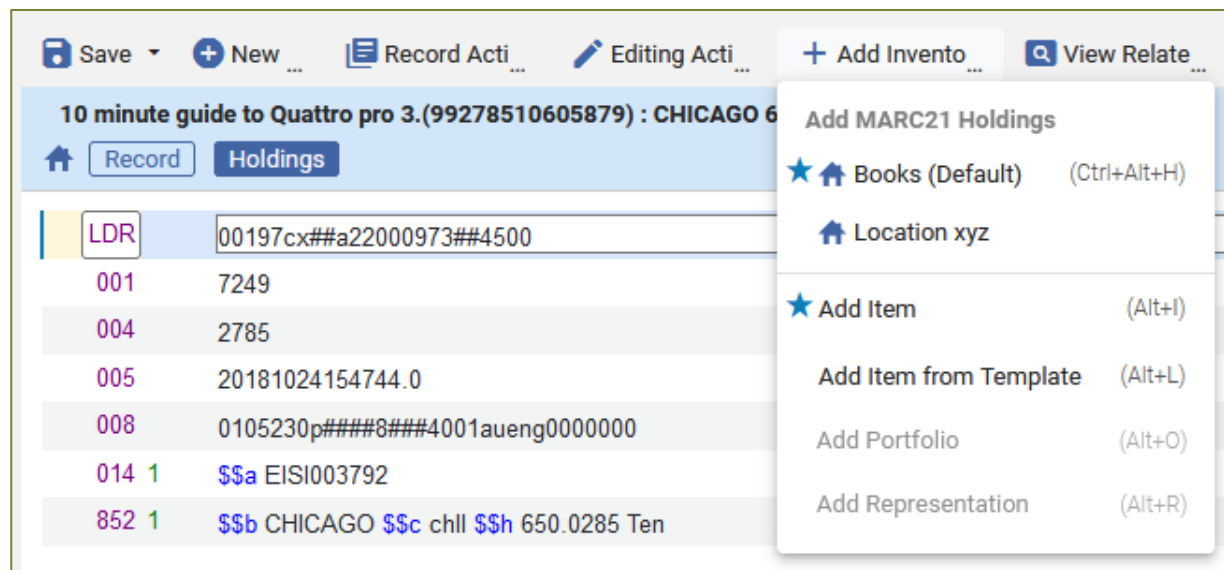 Save New ... Record Acti... Editing Acti... Add Invento... View Relate...
10 minute guide to Quattro pro 3.(99278510605879) : CHICAGO 6
Record Holdings
LDR 00197cx##a22000973##4500
001 7249
004 2785
005 20181024154744.0
008 0105230p####8###4001aueng0000000
014 1 $$a EISI003792
852 1 $$b CHICAGO $$c chll $$h 650.0285 Ten
Add MARC21 Holdings
Books (Default) (Ctrl+Alt+H)
Location xyz
Add Item (Alt+I)
Add Item from Template (Alt+L)
Add Portfolio (Alt+O)
Add Representation (Alt+R)